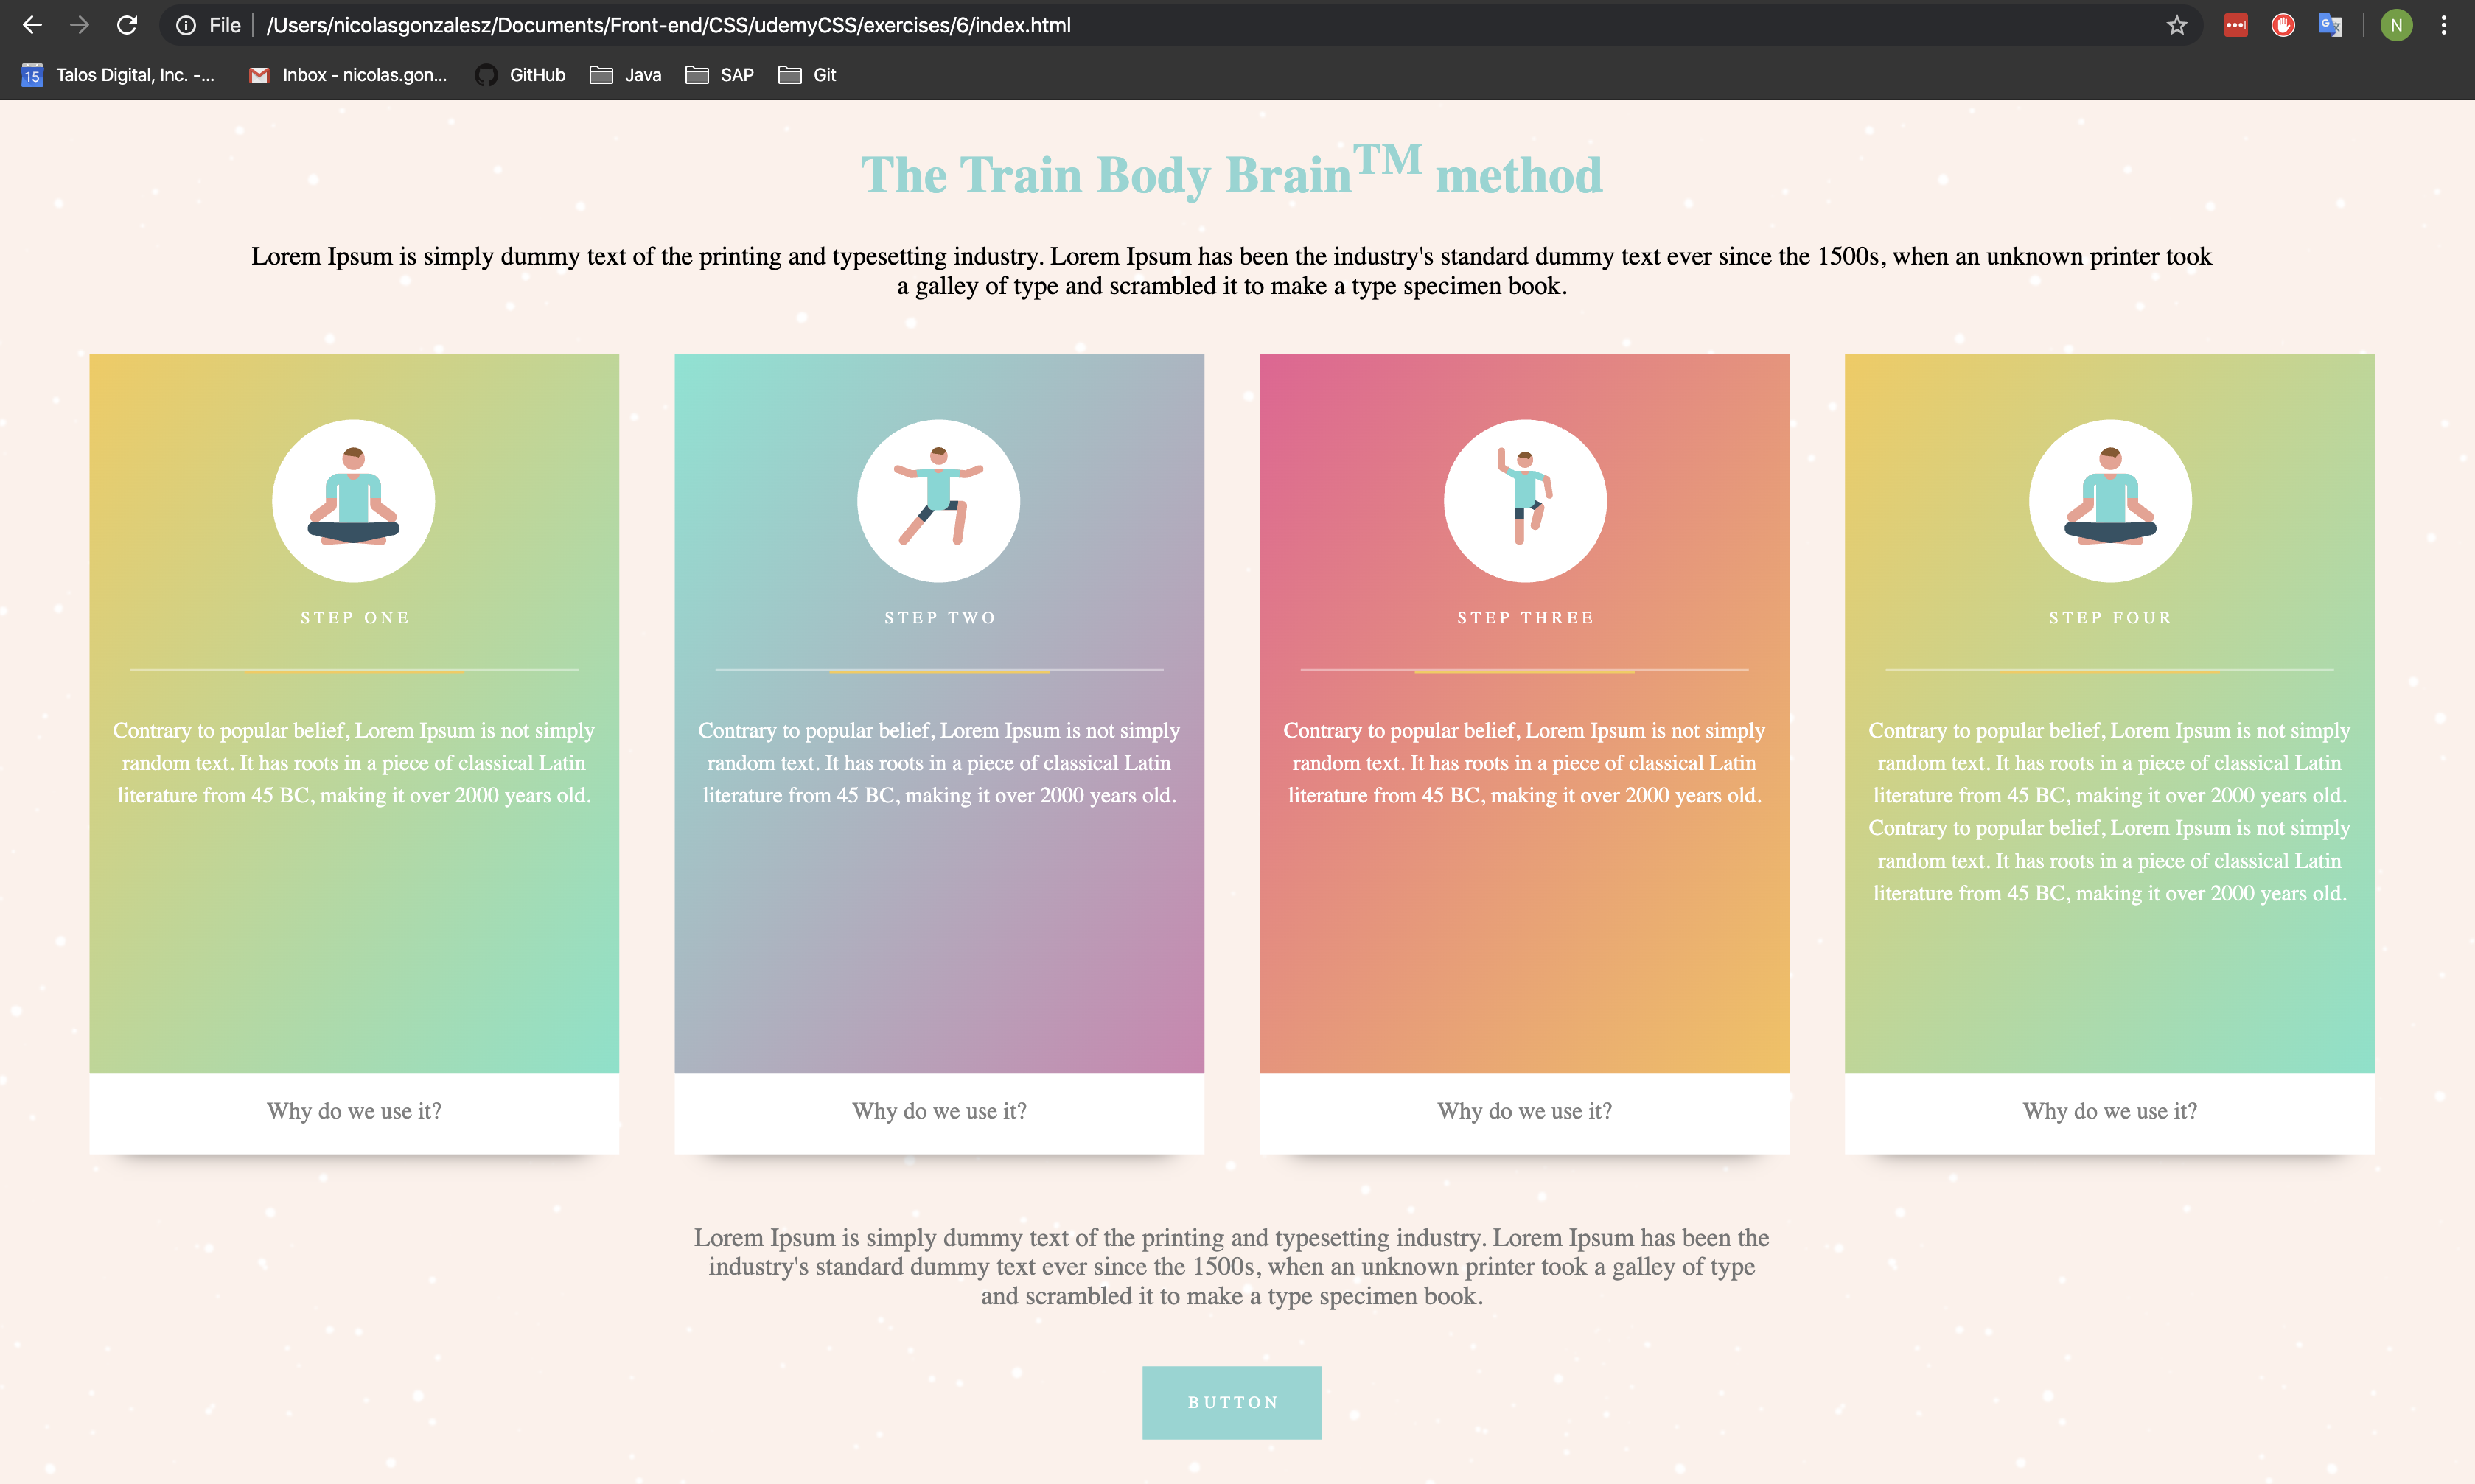 File /Users/nicolasgonzalesz/Documents/Front-end/CSS/udemyCSS/exercises/6/index.html
N
15 Talos Digital, Inc. -... Inbox - nicolas.gon... GitHub Java SAP Git
The Train Body Brain™ method
Lorem Ipsum is simply dummy text of the printing and typesetting industry. Lorem Ipsum has been the industry's standard dummy text ever since the 1500s, when an unknown printer took
a galley of type and scrambled it to make a type specimen book.
STEP ONE
Contrary to popular belief, Lorem Ipsum is not simply
random text. It has roots in a piece of classical Latin
literature from 45 BC, making it over 2000 years old.
Why do we use it?
STEP TWO
Contrary to popular belief, Lorem Ipsum is not simply
random text. It has roots in a piece of classical Latin
literature from 45 BC, making it over 2000 years old.
Why do we use it?
STEP THREE
Contrary to popular belief, Lorem Ipsum is not simply
random text. It has roots in a piece of classical Latin
literature from 45 BC, making it over 2000 years old.
Why do we use it?
STEP FOUR
Contrary to popular belief, Lorem Ipsum is not simply
random text. It has roots in a piece of classical Latin
literature from 45 BC, making it over 2000 years old.
Contrary to popular belief, Lorem Ipsum is not simply
random text. It has roots in a piece of classical Latin
literature from 45 BC, making it over 2000 years old.
Why do we use it?
Lorem Ipsum is simply dummy text of the printing and typesetting industry. Lorem Ipsum has been the
industry's standard dummy text ever since the 1500s, when an unknown printer took a galley of type
and scrambled it to make a type specimen book.
BUTTON